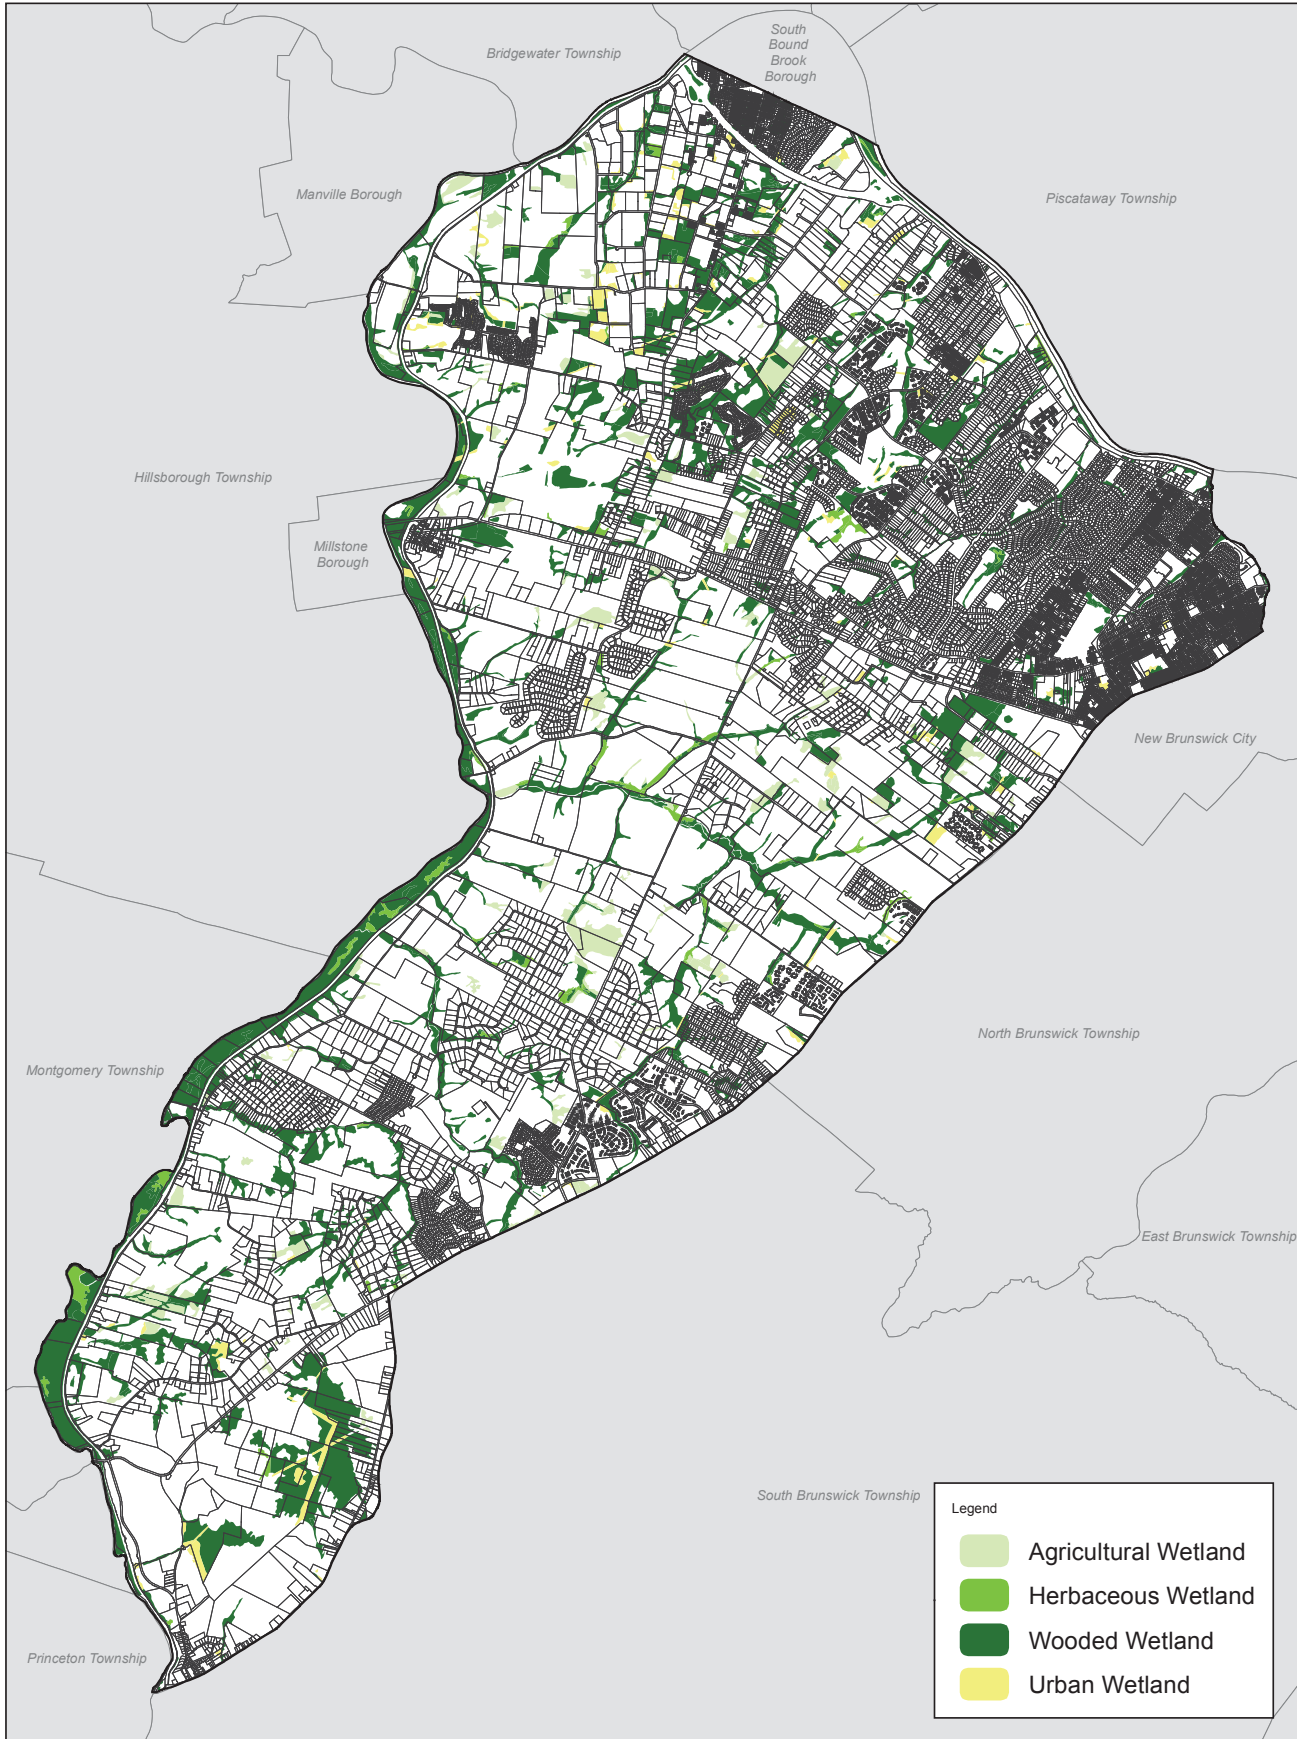 South
Bound
Brook
Borough
Bridgewater Township
Manville Borough
Piscataway Township
Hillsborough Township
Millstone
Borough
New Brunswick City
North Brunswick Township
Montgomery Township
East Brunswick Township
South Brunswick Township
Princeton Township
Legend
Agricultural Wetland
Herbaceous Wetland
Wooded Wetland
Urban Wetland